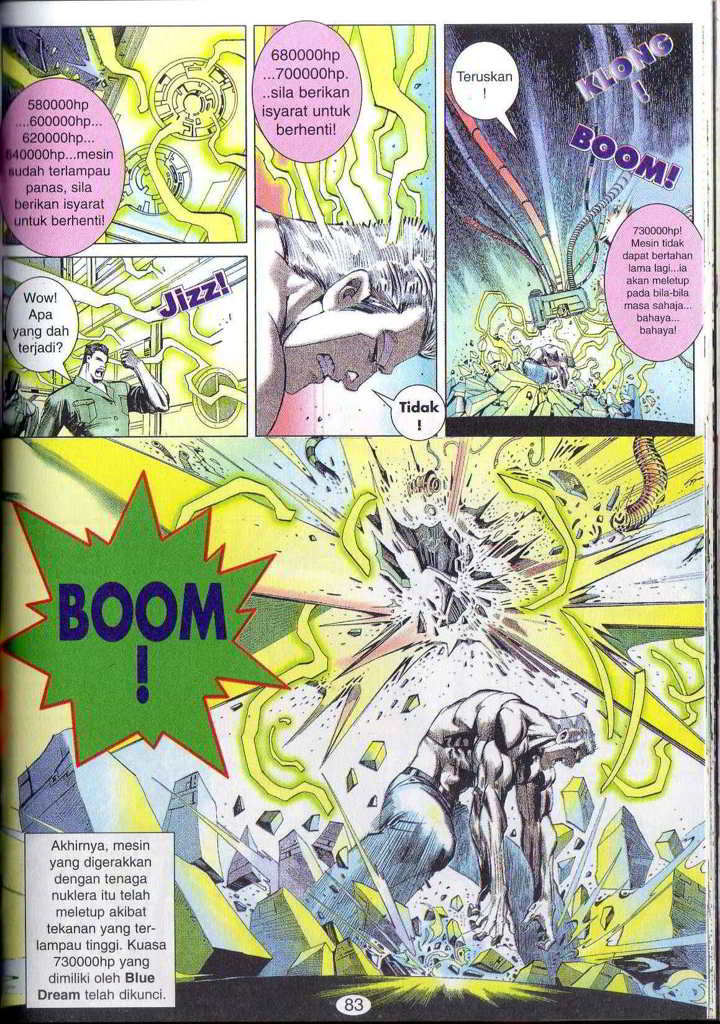 580000hp
....600000hp...
620000hp...
640000hp...mesin
sudah terlampau
panas, sila
berikan isyarat
untuk berhenti!
Wow!
Apa
yang dah
terjadi?
Jizz!
680000hp
...700000hp.
..sila berikan
isyarat untuk
berhenti!
Tidak
!
Teruskan
!
KLONG
!
BOOM!
730000hp!
Mesin tidak
dapat bertahan
lama lagi...ia
akan meletup
pada bila-bila
masa sahaja...
bahaya...
bahaya!
BOOM
!
Akhirnya, mesin
yang digerakkan
dengan tenaga
nuklera itu telah
meletup akibat
tekanan yang ter-
lampau tinggi. Kuasa
730000hp yang
dimiliki oleh Blue
Dream telah dikunci.
83